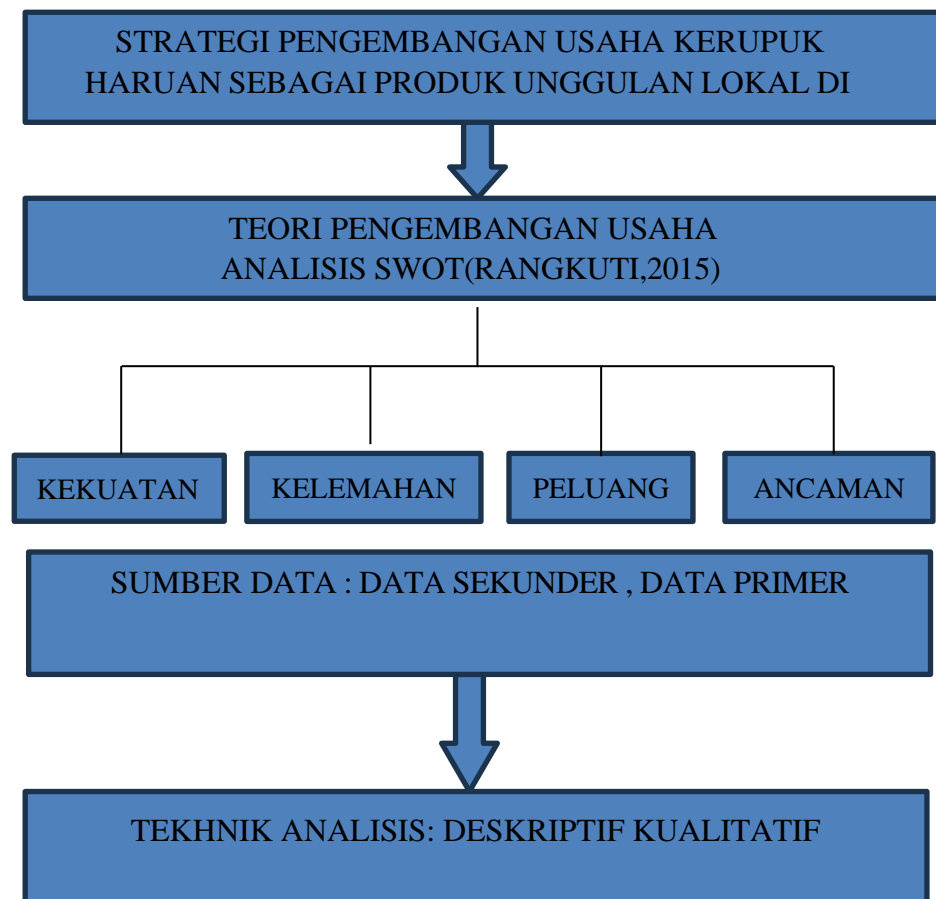 STRATEGI PENGEMBANGAN USAHA KERUPUK
HARUAN SEBAGAI PRODUK UNGGULAN LOKAL DI
TEORI PENGEMBANGAN USAHA
ANALISIS SWOT(RANGKUTI,2015)
KEKUATAN
KELEMAHAN
PELUANG
ANCAMAN
SUMBER DATA : DATA SEKUNDER , DATA PRIMER
TEKHNIK ANALISIS: DESKRIPTIF KUALITATIF